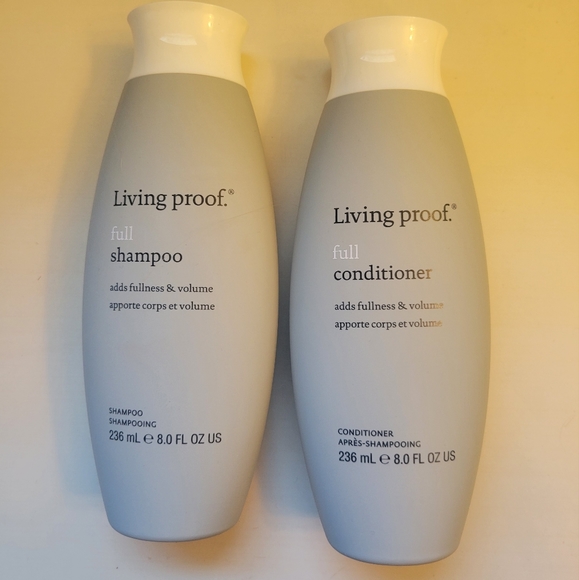 Living proof.®
full
shampoo
adds fullness & volume
apporte corps et volume
SHAMPOO
SHAMPOOING
236 mL ℮ 8.0 FL OZ US
Living proof.®
full
conditioner
adds fullness & volume
apporte corps et volume
CONDITIONER
APRÈS-SHAMPOOING
236 mL ℮ 8.0 FL OZ US